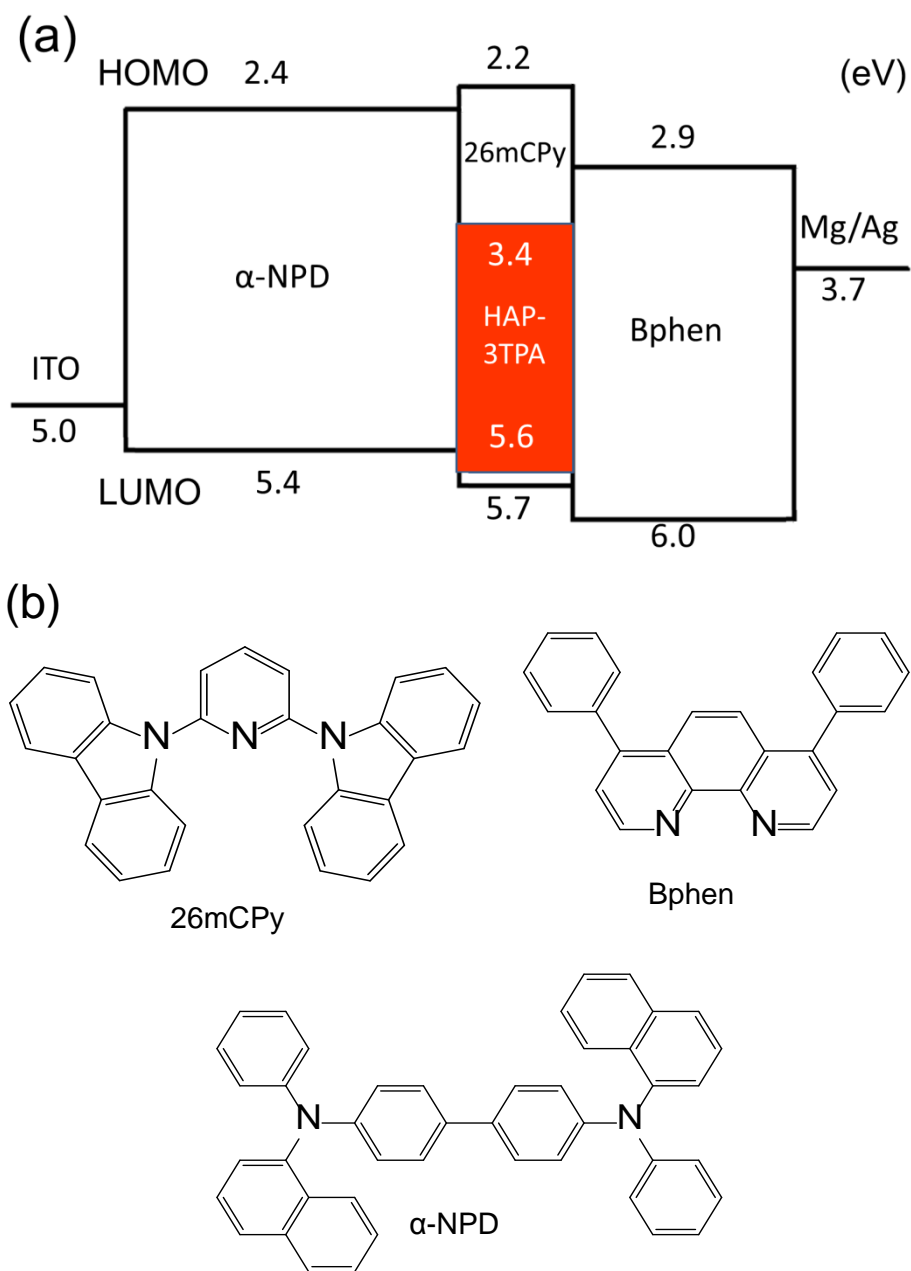 (a)
HOMO 2.4 2.2 (eV)
26mCPy 2.9
Mg/Ag
3.4 3.7
α-NPD HAP-
3TPA Bphen
ITO
5.0 5.6
LUMO 5.4 5.7
6.0
(b)
N N N
N N
Bphen
26mCPy
N N
α-NPD